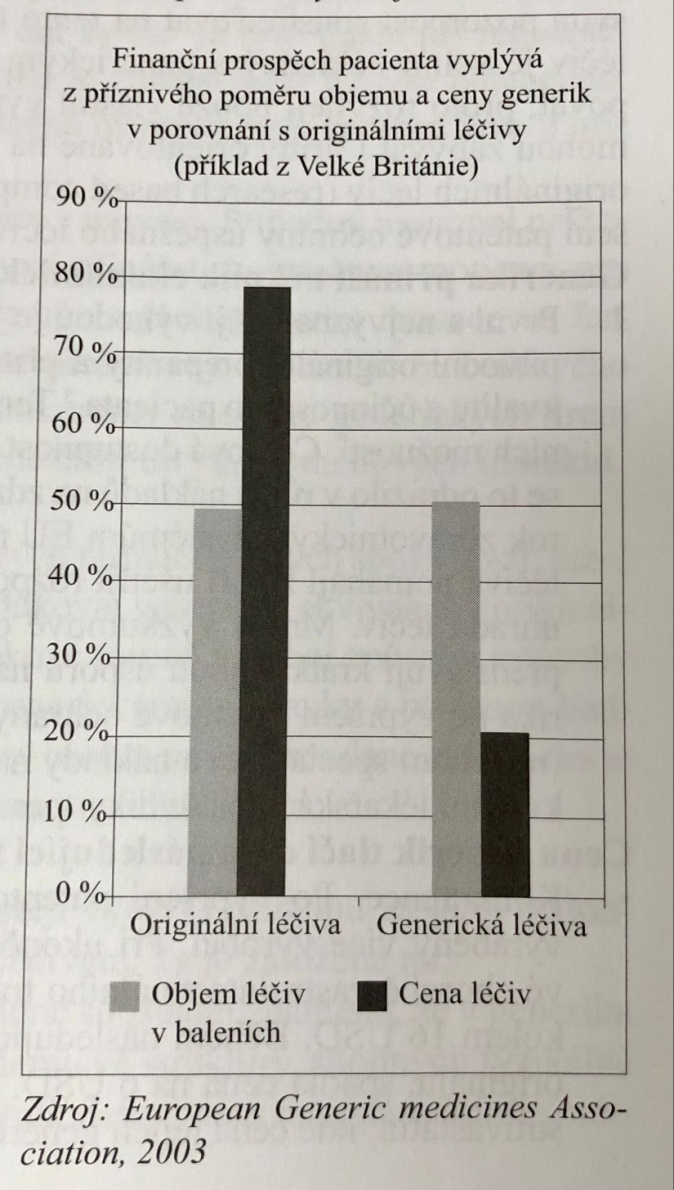 Finanční prospěch pacienta vyplývá
z příznivého poměru objemu a ceny generik
v porovnání s originálními léčivy
(příklad z Velké Británie)
90 %
80 %
70 %
60 %
50 %
40 %
30 %
20 %
10 %
0 %
Originální léčiva Generická léčiva
Objem léčiv Cena léčiv
v baleních
Zdroj: European Generic medicines Asso-
ciation, 2003